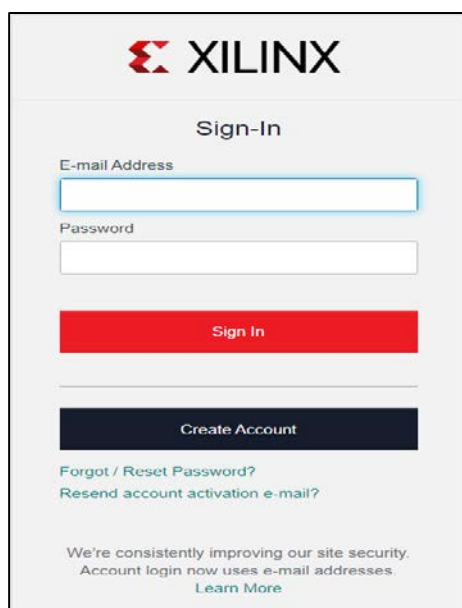 XILINX
Sign-In
E-mail Address
Password
Sign In
Create Account
Forgot / Reset Password?
Resend account activation e-mail?
We're consistently improving our site security.
Account login now uses e-mail addresses.
Learn More